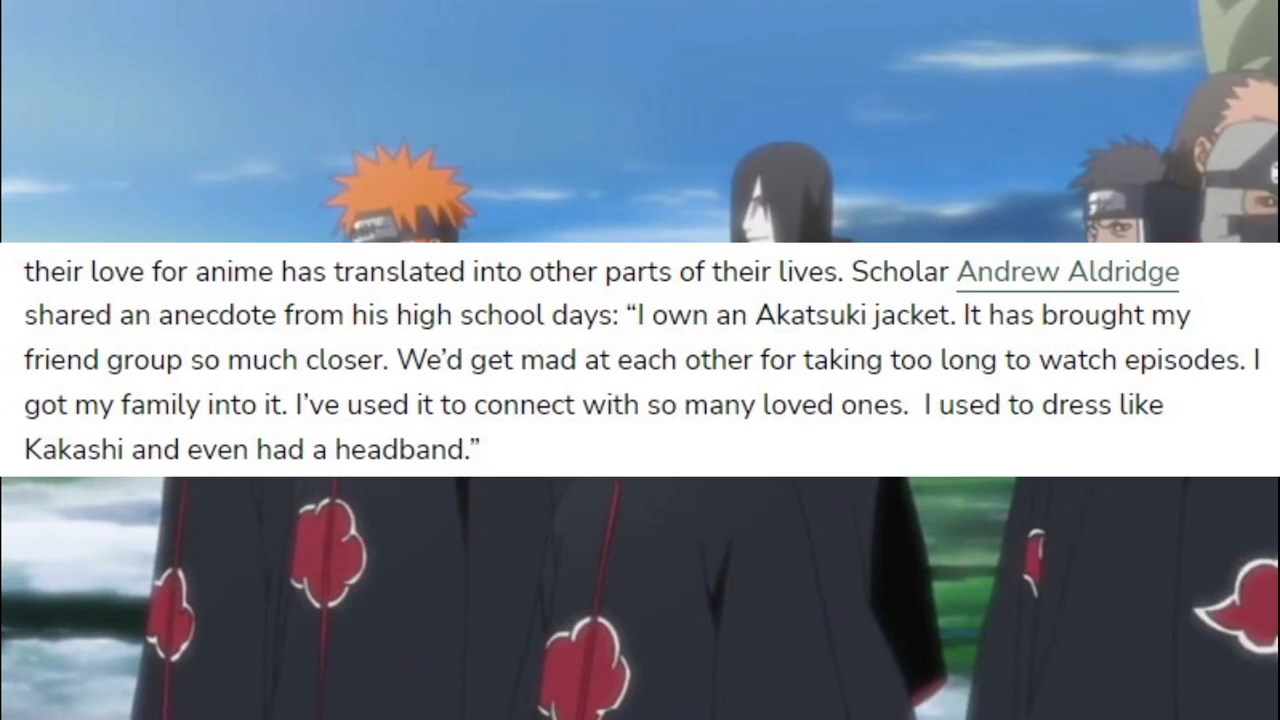 their love for anime has translated into other parts of their lives. Scholar Andrew Aldridge
shared an anecdote from his high school days: “I own an Akatsuki jacket. It has brought my
friend group so much closer. We’d get mad at each other for taking too long to watch episodes. I
got my family into it. I’ve used it to connect with so many loved ones.  I used to dress like
Kakashi and even had a headband.”